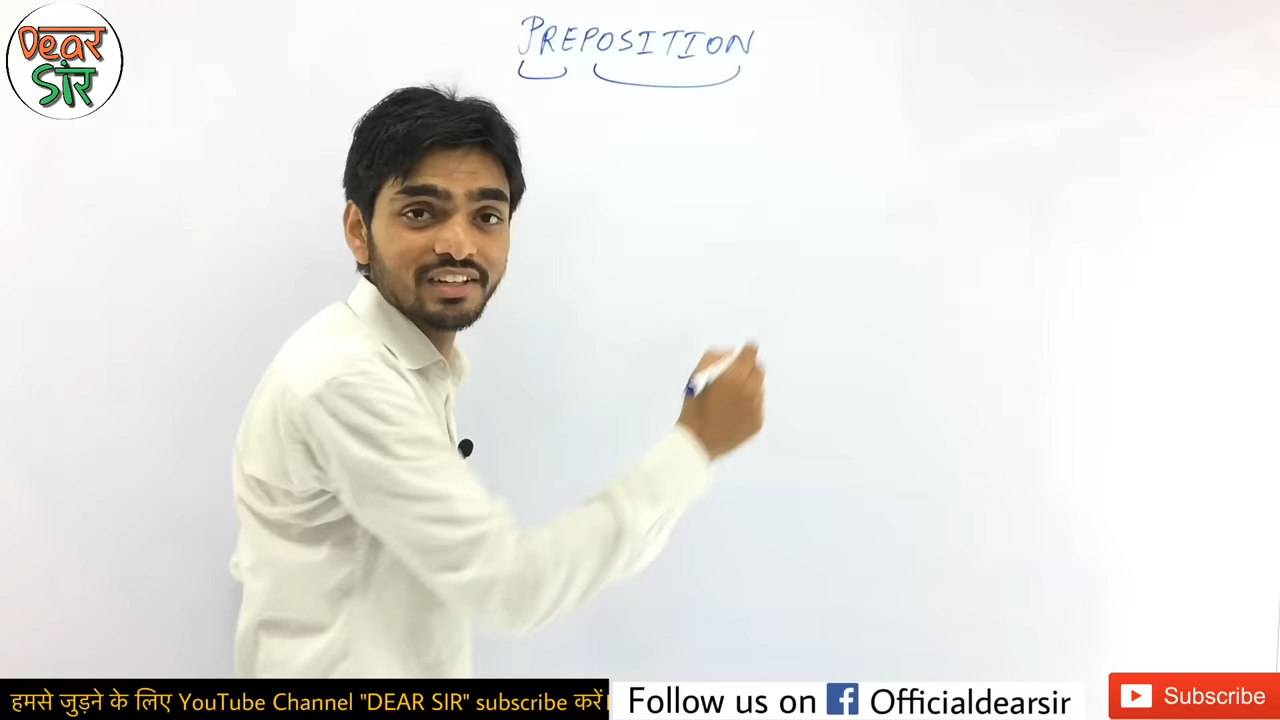 Dear
Sir
PREPOSITION
हमसे जुड़ने के लिए YouTube Channel "DEAR SIR" subscribe करें।
Follow us on Officialdearsir
Subscribe